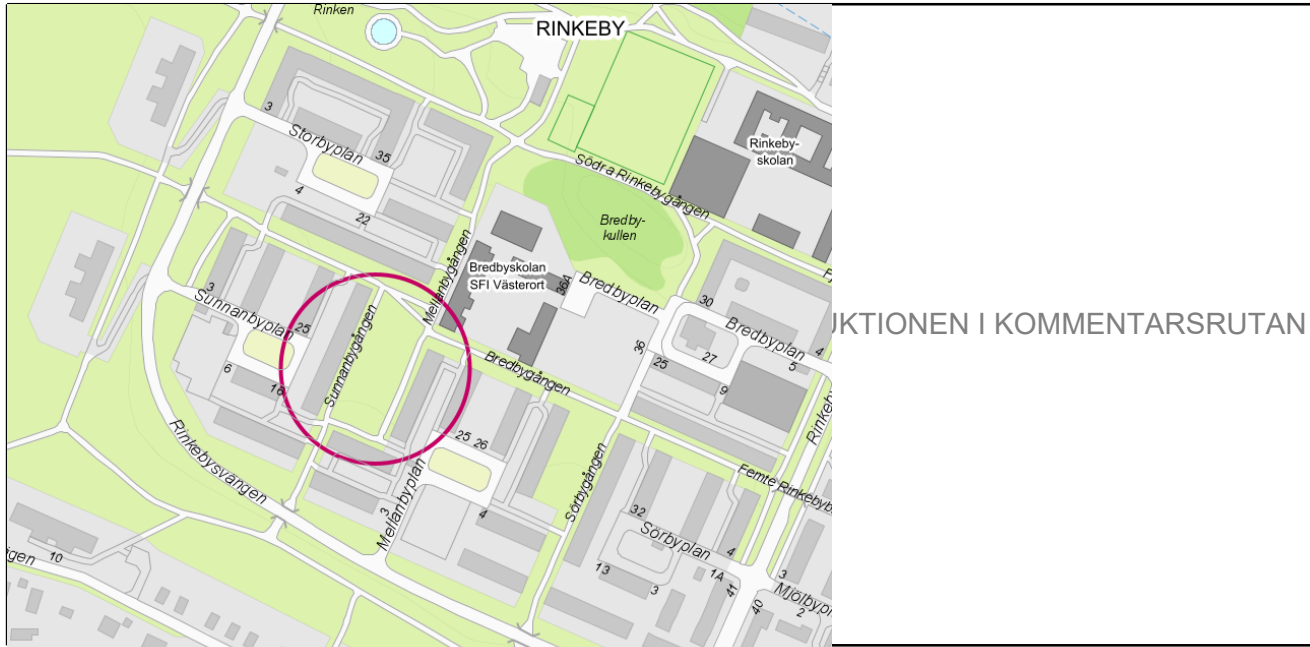 Rinken
RINKEBY
3
Storbyplan
35
Rinkeby-
skolan
Södra Rinkebygången
4
22
Bredby-
kullen
Mellanbygången
Bredbyskolan
SFI Västerort
36A
Bredbyplan
30
3
Sunnanbyplan
25
Sunnanbygången
36
27
Bredbyplan
4
5
UKTIONEN I KOMMENTARSRUTAN
25
9
6
18
Bredbygången
25
26
Rinkebysvängen
Mellanbyplan
3
4
Sörbygången
Femte Rinkeby
32
Sörbyplan
4
13
3
1A
41
40
3
2
10